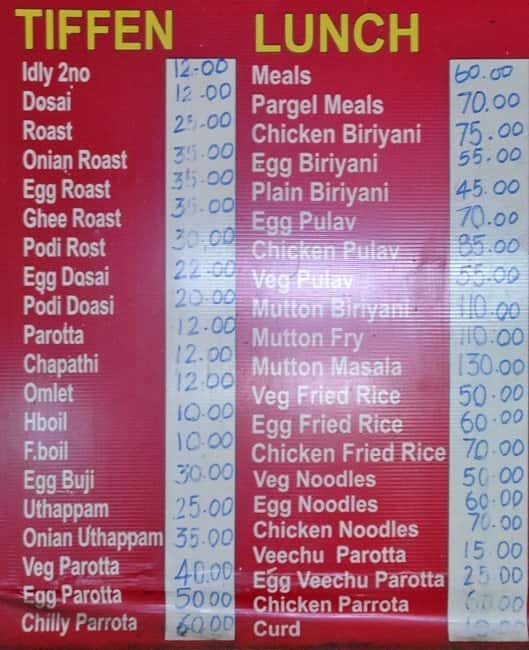 TIFFEN
Idly 2no 12-00
Dosai 12-00
Roast 25-00
Onian Roast 35-00
Egg Roast 35-00
Ghee Roast 35-00
Podi Rost 30,00
Egg Dosai 22-00
Podi Doasi 20-00
Parotta 12.00
Chapathi 12.00
Omlet 12.00
Hboil 10.00
F.boil 10.00
Egg Buji 30.00
Uthappam 25.00
Onian Uthappam 35.00
Veg Parotta 40.00
Egg Parotta 50.00
Chilly Parrota 60.00
LUNCH
Meals 60.00
Pargel Meals 70.00
Chicken Biriyani 75.00
Egg Biriyani 55.00
Plain Biriyani 45.00
Egg Pulav 70.00
Chicken Pulav 85.00
Veg Pulav 55.00
Mutton Biriyani 110.00
Mutton Fry 110.00
Mutton Masala 130.00
Veg Fried Rice 50.00
Egg Fried Rice 60.00
Chicken Fried Rice 70.00
Veg Noodles 50.00
Egg Noodles 60.00
Chicken Noodles 70.00
Veechu Parotta 15.00
Egg Veechu Parotta 25.00
Chicken Parrota 60.00
Curd